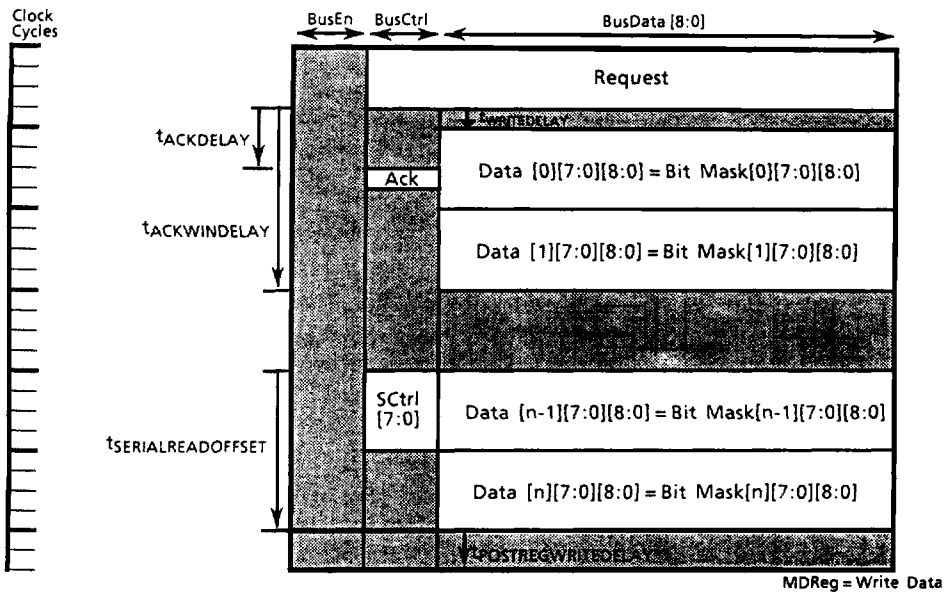 Clock
Cycles
BusEn BusCtrl BusData [8:0]
Request
tWRITEDELAY
tACKDELAY
Ack
Data [0][7:0][8:0] = Bit Mask[0][7:0][8:0]
tACKWINDELAY
Data [1][7:0][8:0] = Bit Mask[1][7:0][8:0]
SCtrl
[7:0]
Data [n-1][7:0][8:0] = Bit Mask[n-1][7:0][8:0]
tSERIALREADOFFSET
Data [n][7:0][8:0] = Bit Mask[n][7:0][8:0]
tPOSTREGWRITEDELAY
MDReg = Write Data